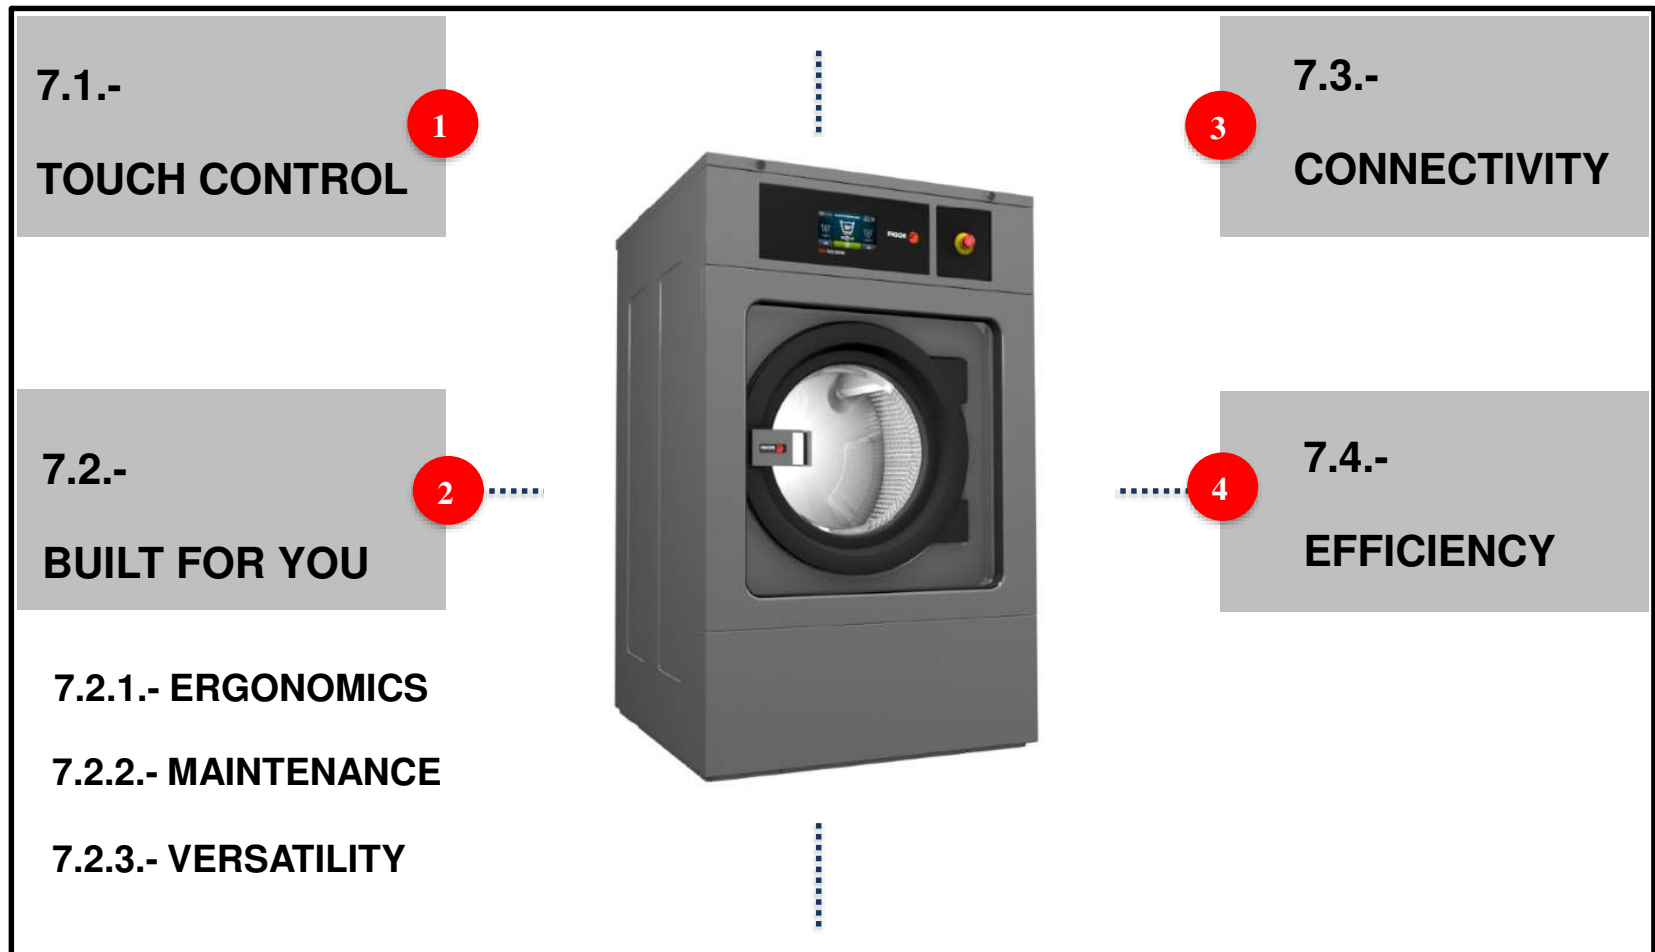 7.1.-
TOUCH CONTROL
1
7.2.-
BUILT FOR YOU
2
7.2.1.- ERGONOMICS
7.2.2.- MAINTENANCE
7.2.3.- VERSATILITY
FAGOR
7.3.-
CONNECTIVITY
3
7.4.-
EFFICIENCY
4